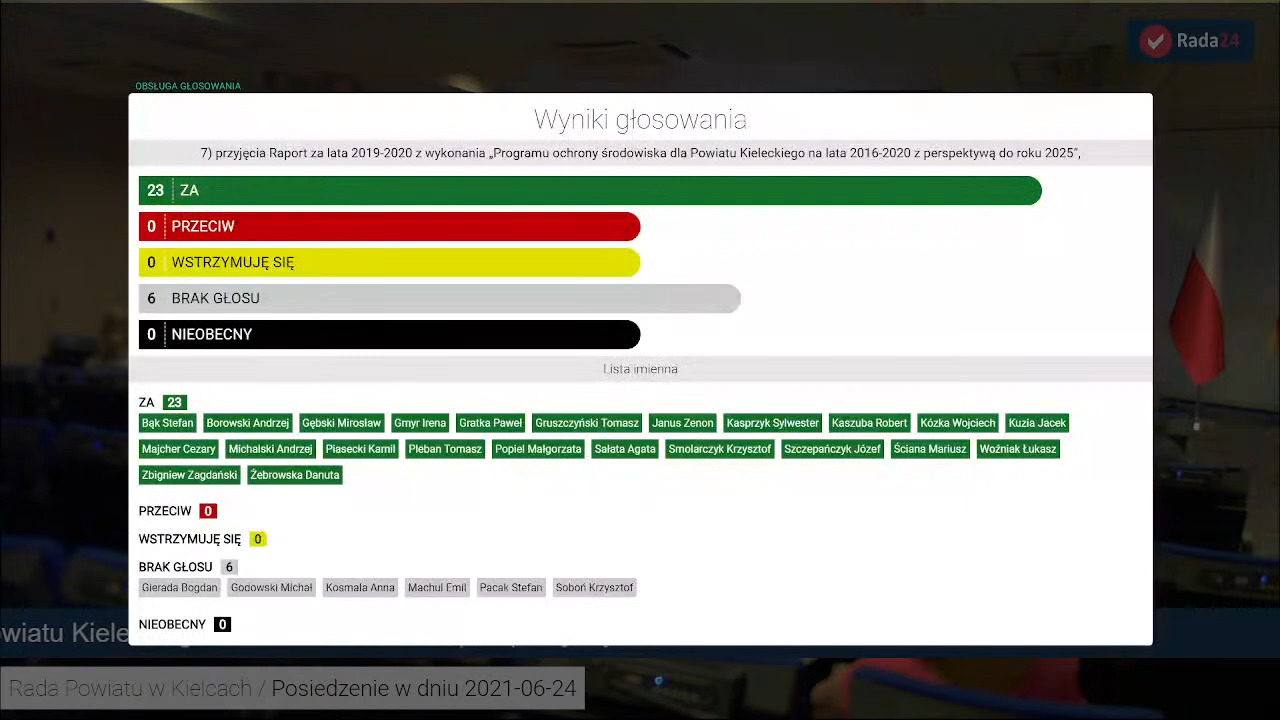 Rada24
OBSŁUGA GŁOSOWANIA
Wyniki głosowania
7) przyjęcia Raport za lata 2019-2020 z wykonania „Programu ochrony środowiska dla Powiatu Kieleckiego na lata 2016-2020 z perspektywą do roku 2025”,
23 ZA
0 PRZECIW
0 WSTRZYMUJĘ SIĘ
6 BRAK GŁOSU
0 NIEOBECNY
Lista imienna
ZA 23
Bąk Stefan Borowski Andrzej Gębski Mirosław Gmyr Irena Gratka Paweł Gruszczyński Tomasz Janus Zenon Kasprzyk Sylwester Kaszuba Robert Kózka Wojciech Kuzia Jacek
Majcher Cezary Michalski Andrzej Piasecki Kamil Pleban Tomasz Popiel Małgorzata Sałata Agata Smolarczyk Krzysztof Szczepańczyk Józef Ściana Mariusz Woźniak Łukasz
Zbigniew Zagdański Żebrowska Danuta
PRZECIW 0
WSTRZYMUJĘ SIĘ 0
BRAK GŁOSU 6
Gierada Bogdan Godowski Michał Kosmala Anna Machul Emil Pacak Stefan Soboń Krzysztof
NIEOBECNY 0
Rada Powiatu w Kielcach / Posiedzenie w dniu 2021-06-24